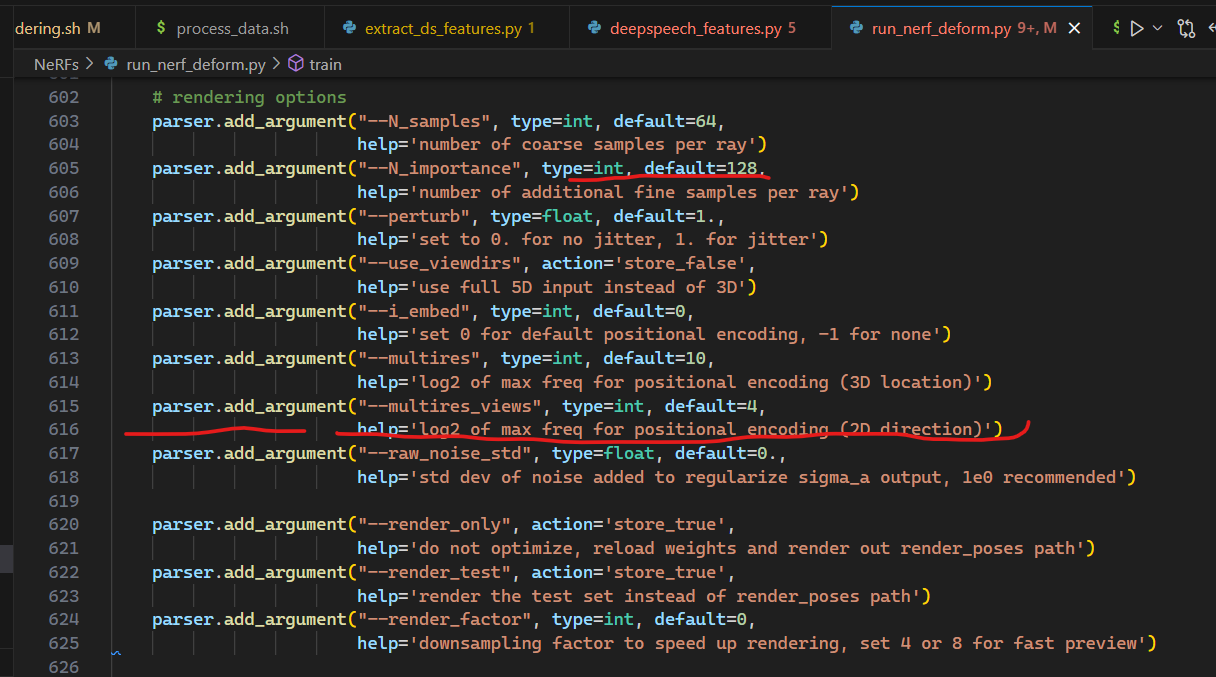 dering.sh M $ process_data.sh extract_ds_features.py 1 deepspeech_features.py 5 run_nerf_deform.py 9+, M
NeRFs > run_nerf_deform.py > train
602 # rendering options
603 parser.add_argument("--N_samples", type=int, default=64,
604 help='number of coarse samples per ray')
605 parser.add_argument("--N_importance", type=int, default=128,
606 help='number of additional fine samples per ray')
607 parser.add_argument("--perturb", type=float, default=1.,
608 help='set to 0. for no jitter, 1. for jitter')
609 parser.add_argument("--use_viewdirs", action='store_false',
610 help='use full 5D input instead of 3D')
611 parser.add_argument("--i_embed", type=int, default=0,
612 help='set 0 for default positional encoding, -1 for none')
613 parser.add_argument("--multires", type=int, default=10,
614 help='log2 of max freq for positional encoding (3D location)')
615 parser.add_argument("--multires_views", type=int, default=4,
616 help='log2 of max freq for positional encoding (2D direction)')
617 parser.add_argument("--raw_noise_std", type=float, default=0.,
618 help='std dev of noise added to regularize sigma_a output, 1e0 recommended')
619
620 parser.add_argument("--render_only", action='store_true',
621 help='do not optimize, reload weights and render out render_poses path')
622 parser.add_argument("--render_test", action='store_true',
623 help='render the test set instead of render_poses path')
624 parser.add_argument("--render_factor", type=int, default=0,
625 help='downsampling factor to speed up rendering, set 4 or 8 for fast preview')
626